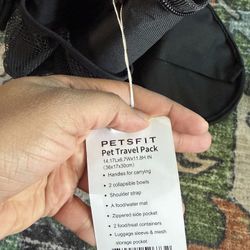 PETSFIT
Pet Travel Pack
14.17Lx6.7Wx11.8H IN
(36x17x30cm)
• Handles for carrying
• 2 collapsible bowls
• Shoulder strap
• A food/water mat
• Zippered side pocket
• 2 food/treat containers
• Luggage sleeve & mesh
storage pocket